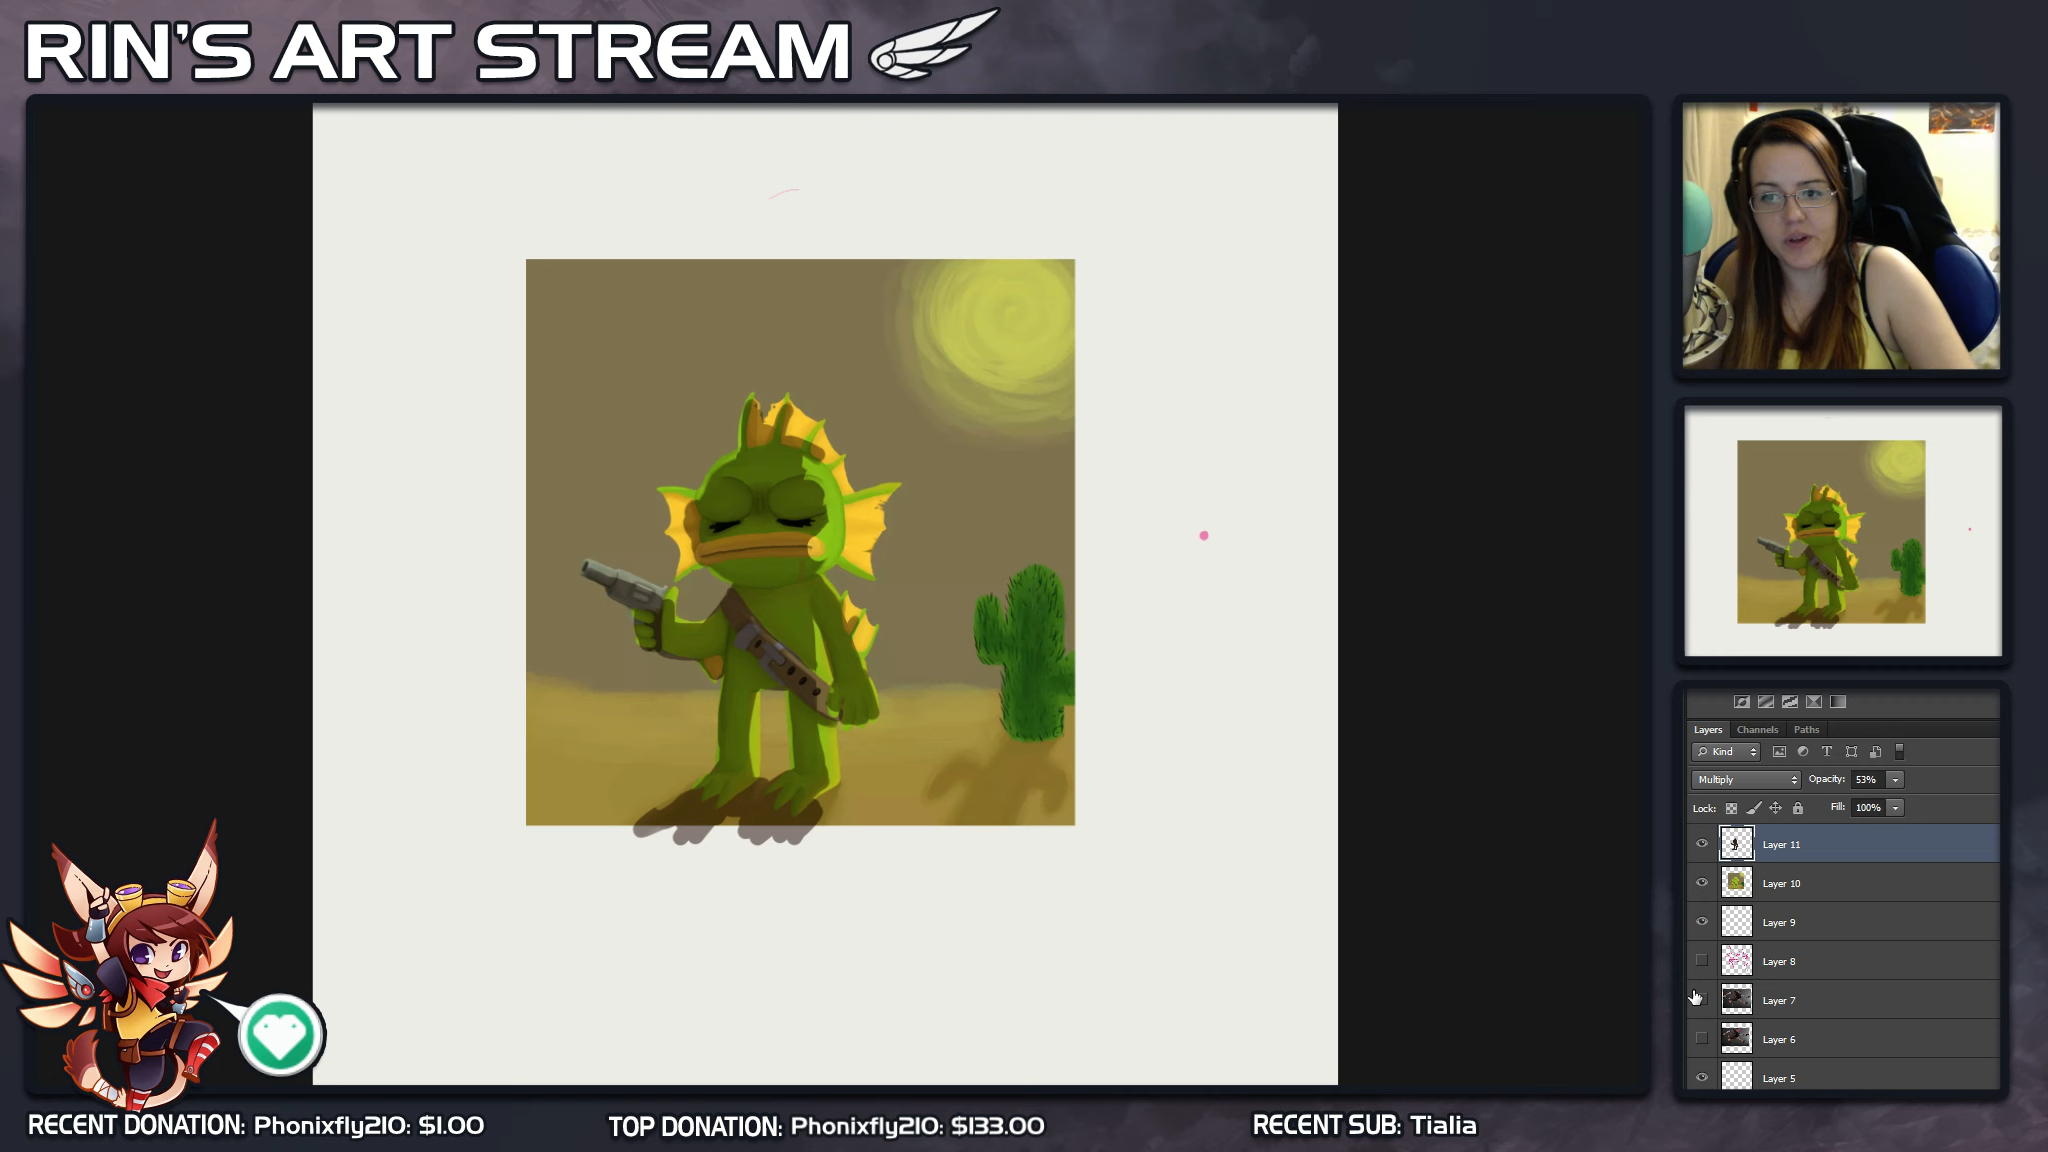 RIN'S ART STREAM
Layers Channels Paths
Kind
Multiply Opacity: 53%
Lock: Fill: 100%
Layer 11
Layer 10
Layer 9
Layer 8
Layer 7
Layer 6
Layer 5
RECENT DONATION: Phonixfly210: $1.00
TOP DONATION: Phonixfly210: $133.00
RECENT SUB: Tialia